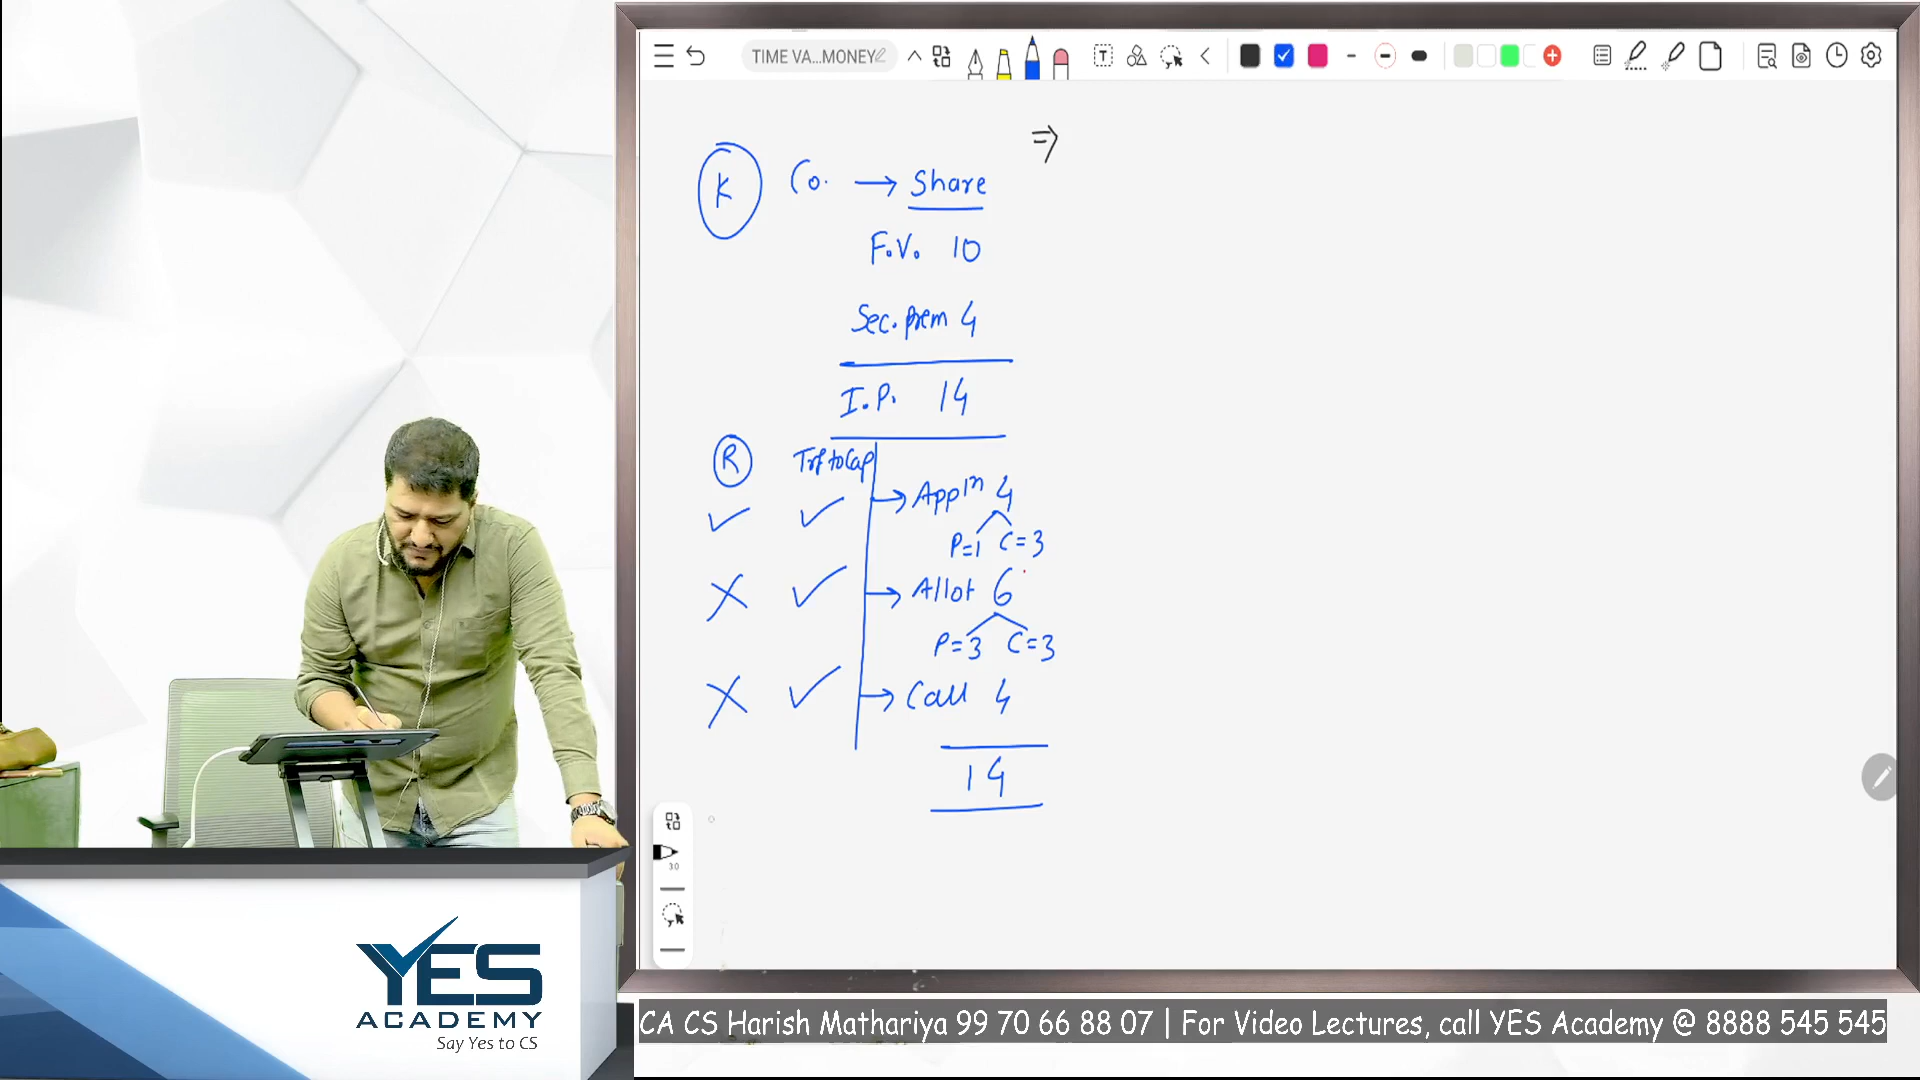 TIME VA...MONEY
⇒
K Co. → Share
F.V. 10
Sec. prem 4
I.P. 14
R Trf to Cap
✓ ✓ → Appln 4
P=1 C=3
X ✓ → Allot 6
P=3 C=3
X ✓ → Call 4
14
30
YES
ACADEMY
Say Yes to CS
CA CS Harish Mathariya 99 70 66 88 07 | For Video Lectures, call YES Academy @ 8888 545 545